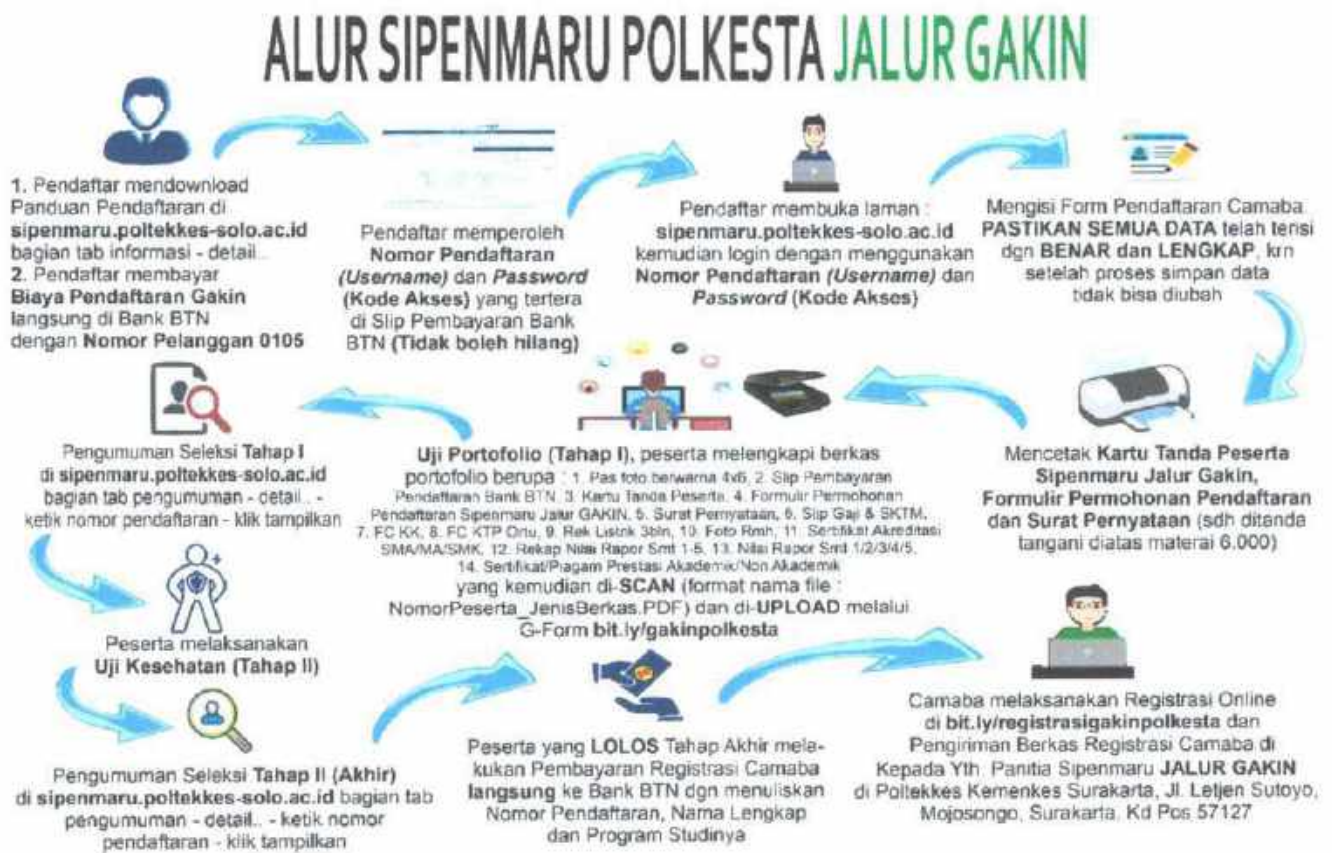 ALUR SIPENMARU POLKESTA JALUR GAKIN
1. Pendaftar mendownload
Panduan Pendaftaran di
sipenmaru.poltekkes-solo.ac.id
bagian tab informasi - detail..
2. Pendaftar membayar
Biaya Pendaftaran Gakin
langsung di Bank BTN
dengan Nomor Pelanggan 0105
Pendaftar memperoleh
Nomor Pendaftaran
(Username) dan Password
(Kode Akses) yang tertera
di Slip Pembayaran Bank
BTN (Tidak boleh hilang)
Pendaftar membuka laman :
sipenmaru.poltekkes-solo.ac.id
kemudian login dengan menggunakan
Nomor Pendaftaran (Username) dan
Password (Kode Akses)
Mengisi Form Pendaftaran Camaba.
PASTIKAN SEMUA DATA telah terisi
dgn BENAR dan LENGKAP, krn
setelah proses simpan data
tidak bisa diubah
Mencetak Kartu Tanda Peserta
Sipenmaru Jalur Gakin,
Formulir Permohonan Pendaftaran
dan Surat Pernyataan (sdh ditanda
tangani diatas materai 6.000)
Uji Portofolio (Tahap I), peserta melengkapi berkas
portofolio berupa : 1. Pas foto berwarna 4x6, 2. Slip Pembayaran
Pendaftaran Bank BTN, 3. Kartu Tanda Peserta, 4. Formulir Permohonan
Pendaftaran Sipenmaru Jalur GAKIN, 5. Surat Pernyataan, 6. Slip Gaji & SKTM,
7. FC KK, 8. FC KTP Ortu, 9. Rek Listrik 3bln, 10. Foto Rmh, 11. Sertifikat Akreditasi
SMA/MA/SMK, 12. Rekap Nilai Rapor Smt 1-5, 13. Nilai Rapor Smt 1/2/3/4/5,
14. Sertifikat/Piagam Prestasi Akademik/Non Akademik
yang kemudian di-SCAN (format nama file :
NomorPeserta_JenisBerkas.PDF) dan di-UPLOAD melalui
G-Form bit.ly/gakinpolkesta
Pengumuman Seleksi Tahap I
di sipenmaru.poltekkes-solo.ac.id
bagian tab pengumuman - detail.. -
ketik nomor pendaftaran - klik tampilkan
Peserta melaksanakan
Uji Kesehatan (Tahap II)
Pengumuman Seleksi Tahap II (Akhir)
di sipenmaru.poltekkes-solo.ac.id bagian tab
pengumuman - detail.. - ketik nomor
pendaftaran - klik tampilkan
Peserta yang LOLOS Tahap Akhir mela-
kukan Pembayaran Registrasi Camaba
langsung ke Bank BTN dgn menuliskan
Nomor Pendaftaran, Nama Lengkap
dan Program Studinya
Camaba melaksanakan Registrasi Online
di bit.ly/registrasigakinpolkesta dan
Pengiriman Berkas Registrasi Camaba di
Kepada Yth. Panitia Sipenmaru JALUR GAKIN
di Poltekkes Kemenkes Surakarta, Jl. Letjen Sutoyo,
Mojosongo, Surakarta, Kd Pos 57127